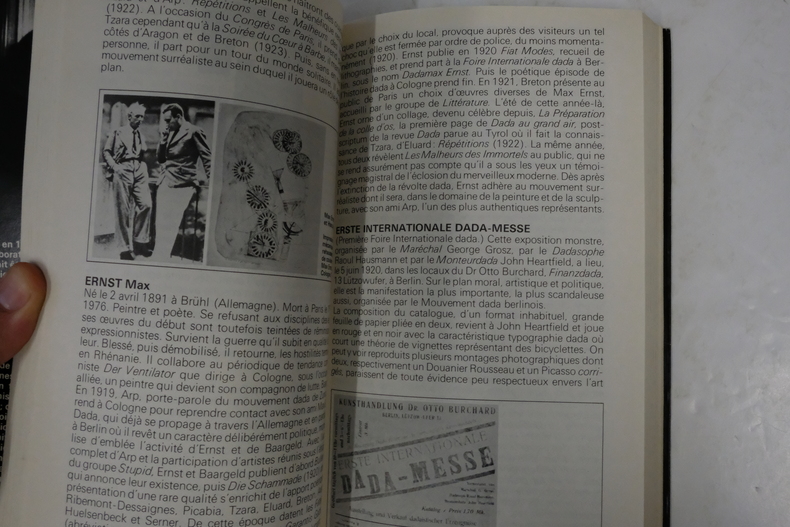 (1922). A l'occasion du Congrès de Paris, il
Tzara cependant qu'à la Soirée du Cœur à Barbe, il
côtés d'Aragon et de Breton (1923). Puis,
personne, il part pour un tour du monde solitaire
mouvement surréaliste au sein duquel il jouera un
plan.
ERNST Max
Né le 2 avril 1891 à Brühl (Allemagne). Mort à Paris le
1976. Peintre et poète. Se refusant aux disciplines
ses œuvres du début sont toutefois teintées de
expressionnistes. Survient la guerre qu'il subit en
leur. Blessé, puis démobilisé, il retourne, les hostilités
en Rhénanie. Il collabore au périodique de tendance
niste Der Ventilator que dirige à Cologne, sous
alliée, un peintre qui devient son compagnon de lutte,
En 1919, Arp, porte-parole du mouvement dada de
rend à Cologne pour reprendre contact avec son ami
Dada, qui déjà se propage à travers l'Allemagne et
à Berlin où il revêt un caractère délibérément politique,
lise d'emblée l'activité d'Ernst et de Baargeld. Avec
complet d'Arp et la participation d'artistes réunis sous
du groupe Stupid, Ernst et Baargeld publient d'abord
qui annonce leur existence, puis Die Schammade (1920)
présentation d'une rare qualité s'enrichit de l'apport
Ribemont-Dessaignes, Picabia, Tzara, Eluard, Breton,
Huelsenbeck et Serner. De cette époque datent les
que par le choix du local, provoque auprès des visiteurs un tel
choc qu'elle est fermée par ordre de police, du moins momenta-
nément (1920). Ernst publie en 1920 Fiat Modes, recueil de
et prend part à la Foire Internationale dada à Ber-
sous le nom Dadamax Ernst. Puis le poétique épisode de
l'histoire dada à Cologne prend fin. En 1921, Breton présente au
public de Paris un choix d'œuvres diverses de Max Ernst,
accueilli par le groupe de Littérature. L'été de cette année-là,
Ernst orne d'un collage, devenu célèbre depuis, La Préparation
de la colle d'os, la première page de Dada au grand air, post-
scriptum de la revue Dada parue au Tyrol où il fait la connais-
sance de Tzara, d'Eluard : Répétitions (1922). La même année,
tous deux révèlent Les Malheurs des Immortels au public, qui ne
se rend assurément pas compte qu'il a sous les yeux un témoi-
gnage magistral de l'éclosion du merveilleux moderne. Dès après
l'extinction de la révolte dada, Ernst adhère au mouvement sur-
réaliste dont il sera, dans le domaine de la peinture et de la sculp-
ture, avec son ami Arp, l'un des plus authentiques représentants.
ERSTE INTERNATIONALE DADA-MESSE
(Première Foire Internationale dada.) Cette exposition monstre,
organisée par le Maréchal George Grosz, par le Dadasophe
Raoul Hausmann et par le Monteurdada John Heartfield, a lieu,
le 5 juin 1920, dans les locaux du Dr Otto Burchard, Finanzdada,
13 Lützowufer, à Berlin. Sur le plan moral, artistique et politique,
elle est la manifestation la plus importante, la plus scandaleuse
aussi, organisée par le Mouvement dada berlinois.
La composition du catalogue, d'un format inhabituel, grande
feuille de papier pliée en deux, revient à John Heartfield et joue
en rouge et en noir avec la caractéristique typographie dada où
court une théorie de vignettes représentant des bicyclettes. On
peut y voir reproduits plusieurs montages photographiques dont
deux, respectivement un Douanier Rousseau et un Picasso corri-
gés, paraissent de toute évidence peu respectueux envers l'art
KUNSTHANDLUNG Dr. OTTO BURCHARD
ERSTE INTERNATIONALE
DADA-MESSE